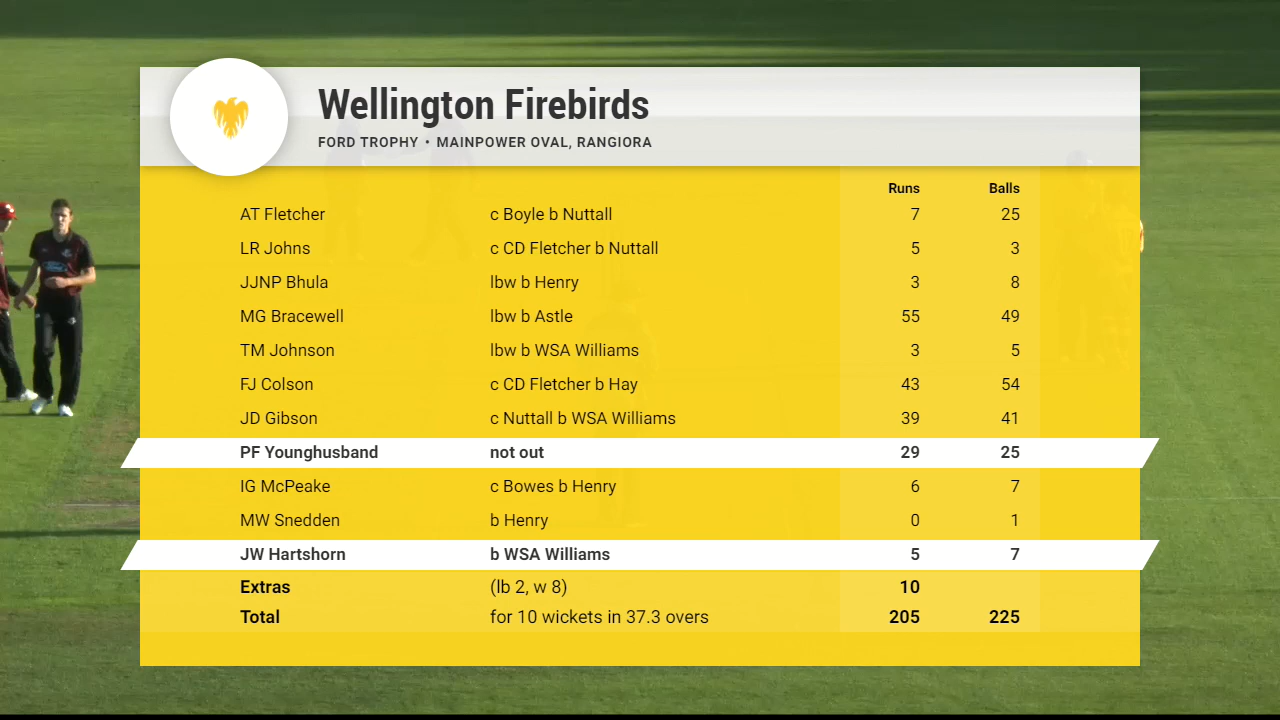 Wellington Firebirds
FORD TROPHY • MAINPOWER OVAL, RANGIORA
Runs Balls
AT Fletcher c Boyle b Nuttall 7 25
LR Johns c CD Fletcher b Nuttall 5 3
JJNP Bhula lbw b Henry 3 8
MG Bracewell lbw b Astle 55 49
TM Johnson lbw b WSA Williams 3 5
FJ Colson c CD Fletcher b Hay 43 54
JD Gibson c Nuttall b WSA Williams 39 41
PF Younghusband not out 29 25
IG McPeake c Bowes b Henry 6 7
MW Snedden b Henry 0 1
JW Hartshorn b WSA Williams 5 7
Extras (lb 2, w 8) 10
Total for 10 wickets in 37.3 overs 205 225